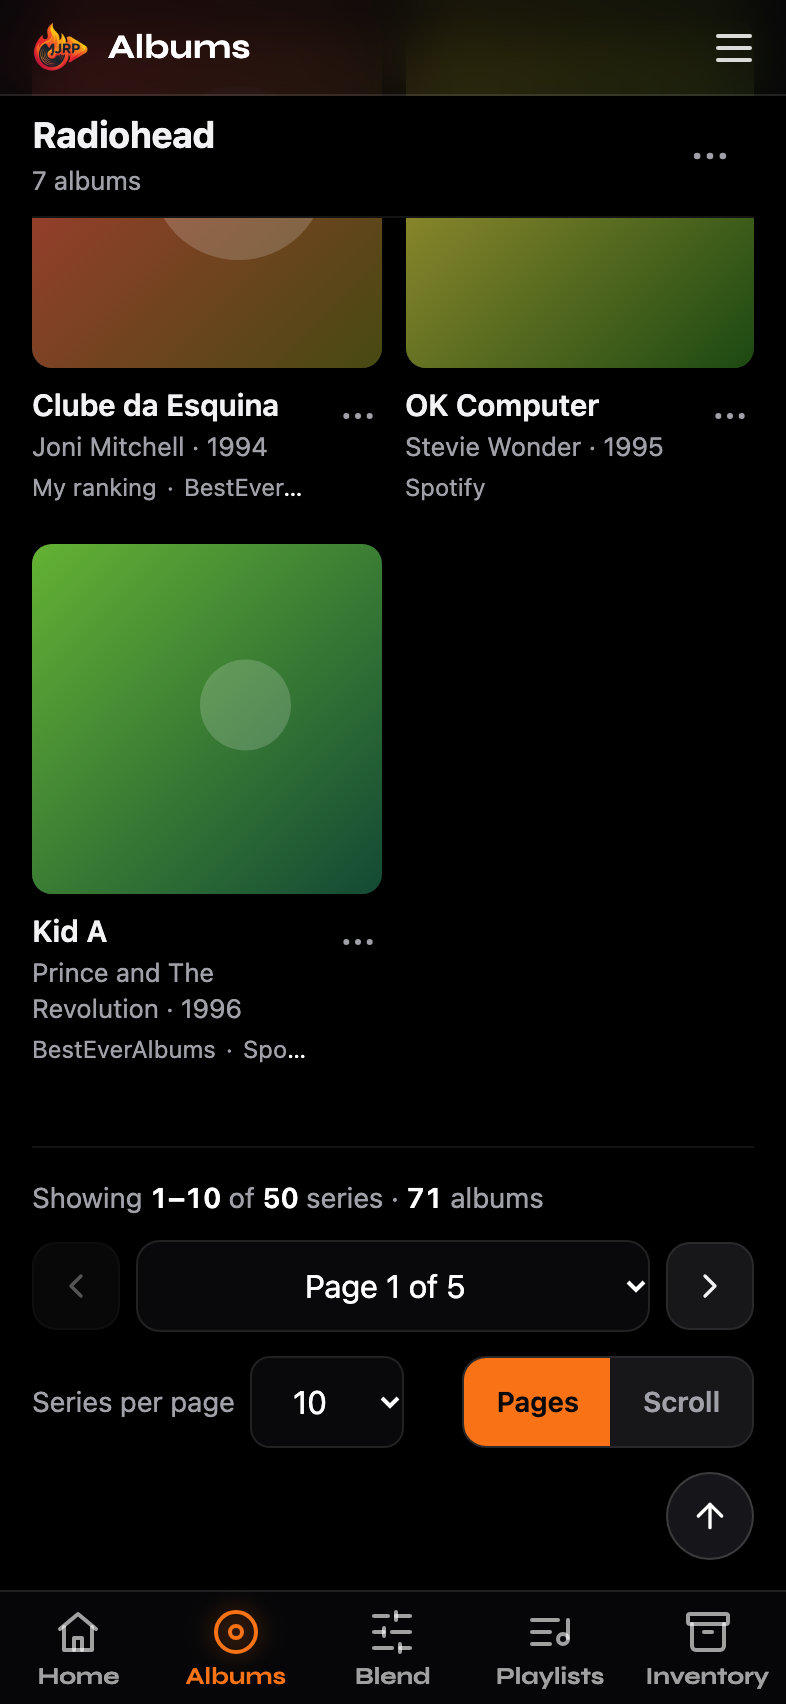 MJRP
Albums
Radiohead
7 albums
Clube da Esquina
Joni Mitchell · 1994
My ranking · BestEver...
OK Computer
Stevie Wonder · 1995
Spotify
Kid A
Prince and The
Revolution · 1996
BestEverAlbums · Spo...
Showing 1–10 of 50 series · 71 albums
Page 1 of 5
Series per page
10
Pages
Scroll
Home
Albums
Blend
Playlists
Inventory